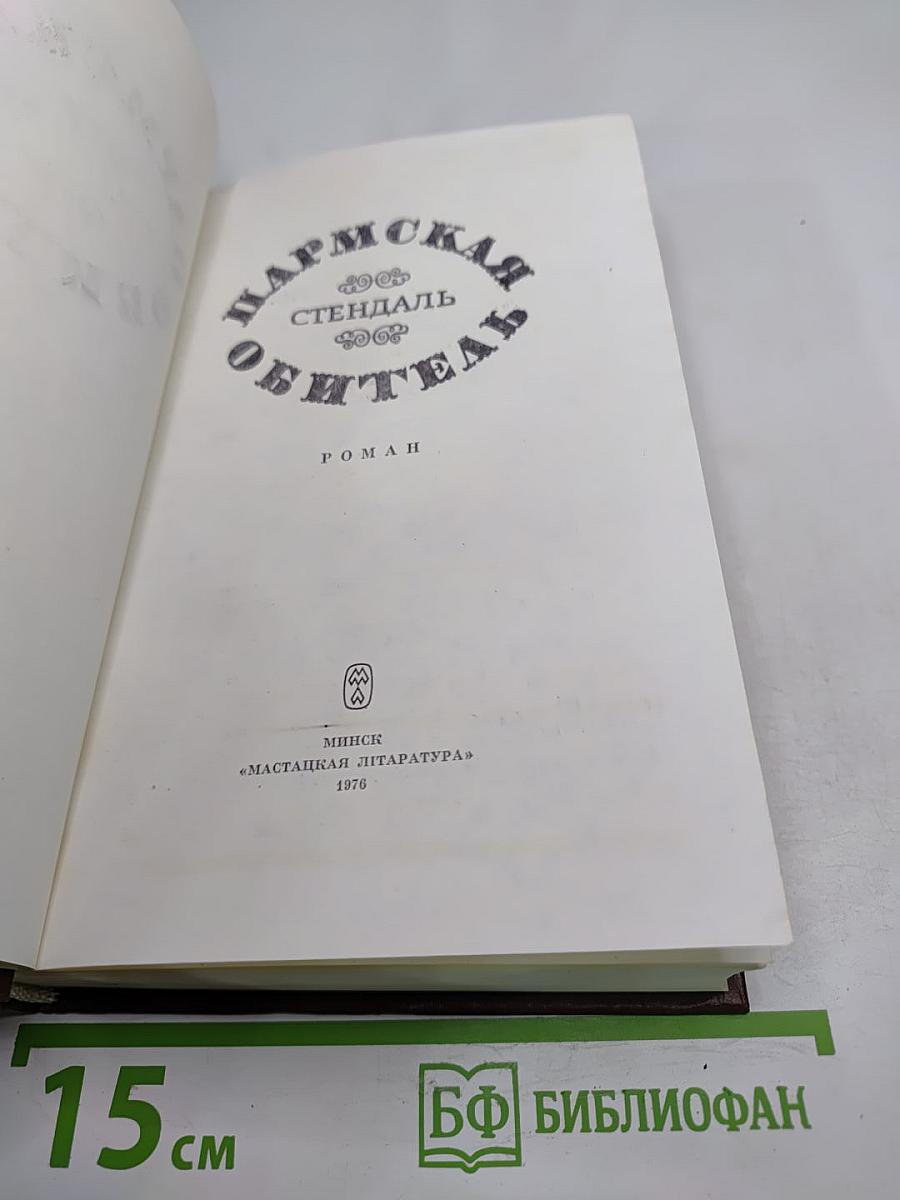 ПАРМСКАЯ
СТЕНДАЛЬ
ОБИТЕЛЬ
РОМАН
МИНСК
«МАСТАЦКАЯ ЛІТАРАТУРА»
1976
15 см
БФ БИБЛИОФАН